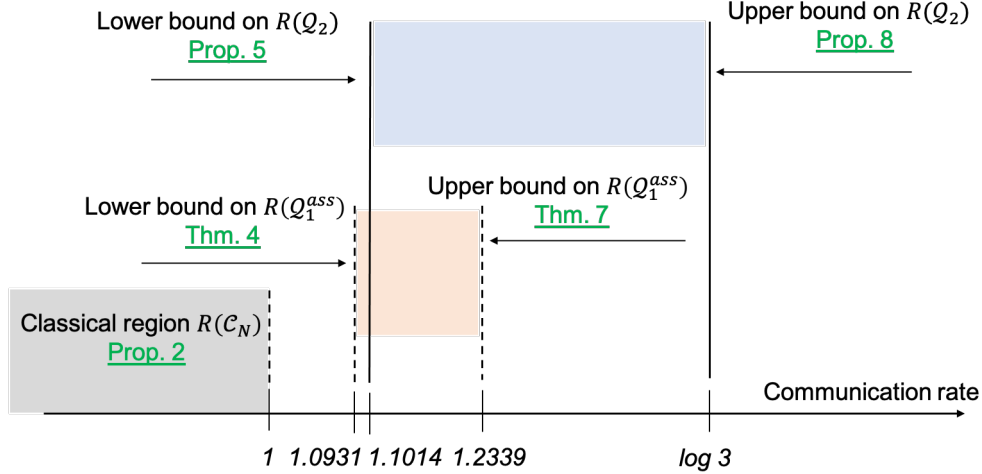 Lower bound on R(𝒬₂)
Prop. 5
Upper bound on R(𝒬₂)
Prop. 8
Lower bound on R(𝒬₁ᵃˢˢ)
Thm. 4
Upper bound on R(𝒬₁ᵃˢˢ)
Thm. 7
Classical region R(𝒞_N)
Prop. 2
Communication rate
1 1.0931 1.1014 1.2339 log 3